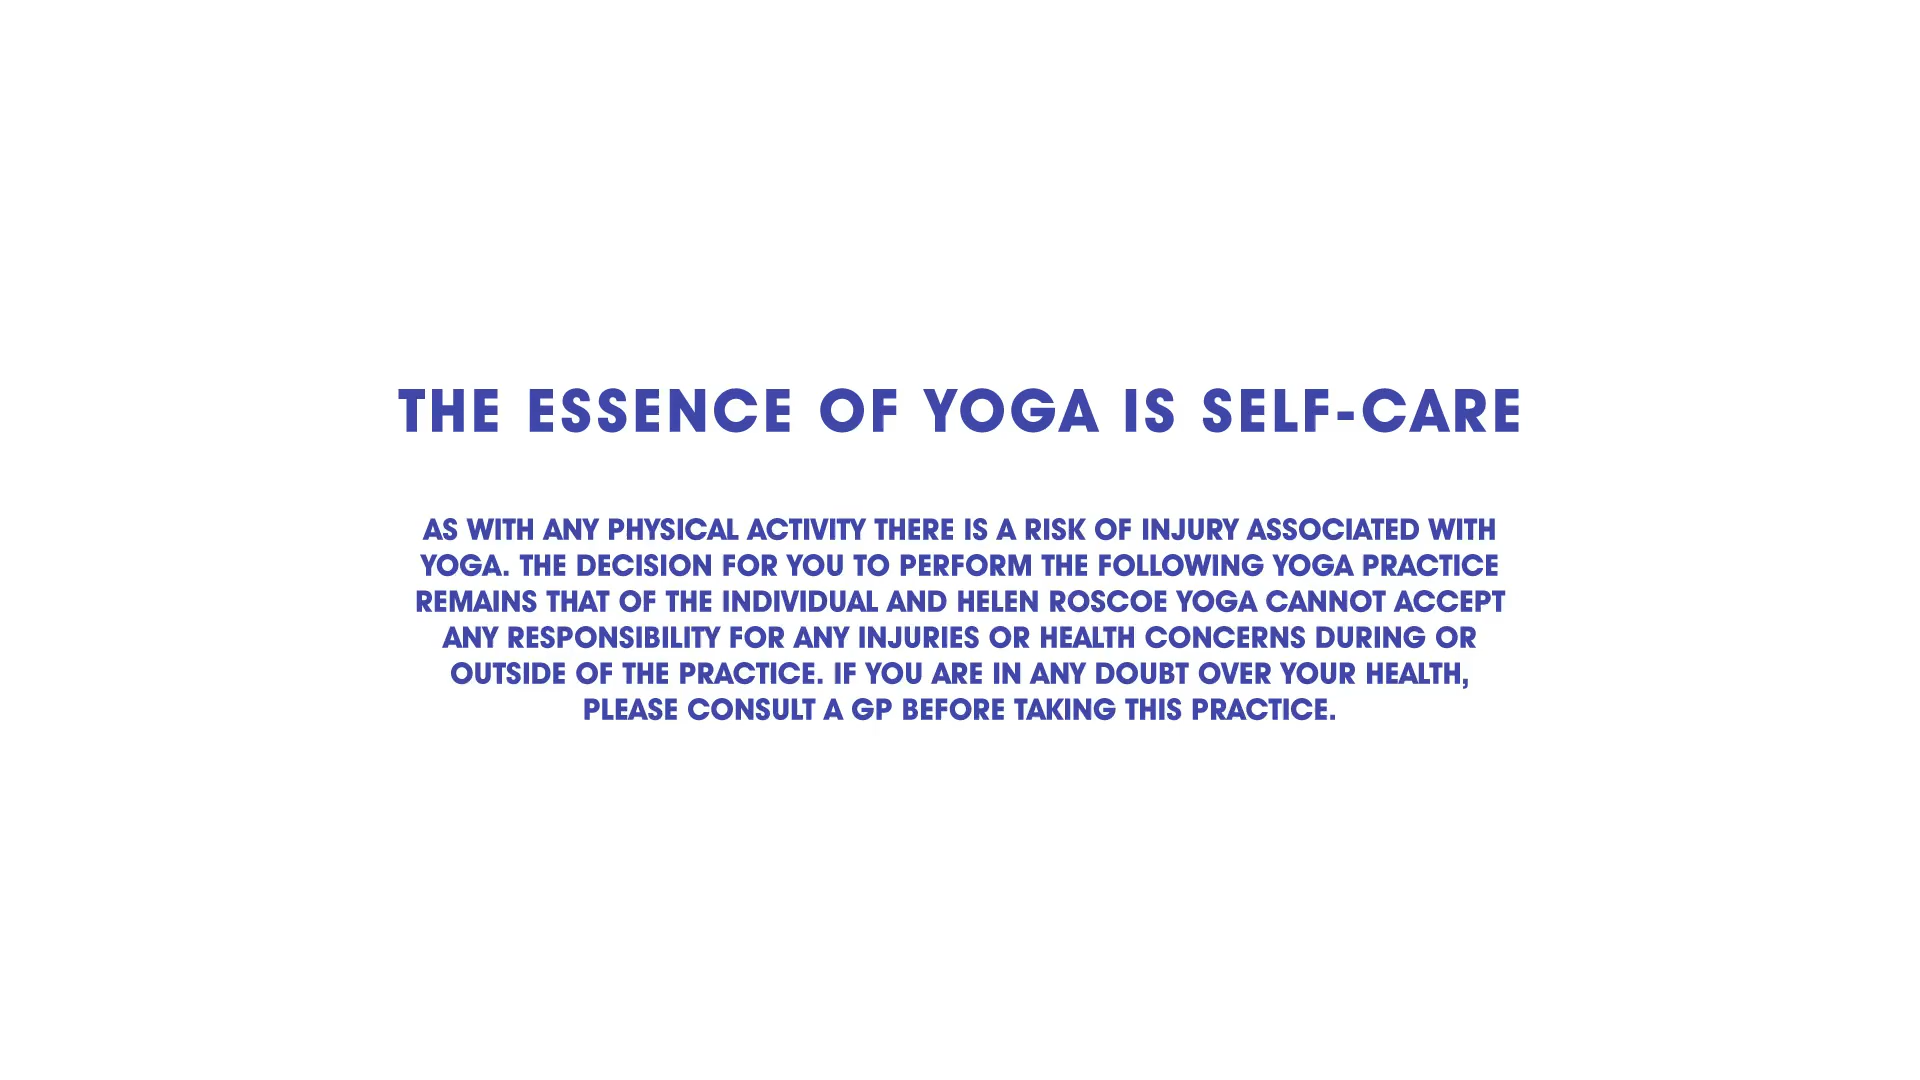 THE ESSENCE OF YOGA IS SELF-CARE
AS WITH ANY PHYSICAL ACTIVITY THERE IS A RISK OF INJURY ASSOCIATED WITH
YOGA. THE DECISION FOR YOU TO PERFORM THE FOLLOWING YOGA PRACTICE
REMAINS THAT OF THE INDIVIDUAL AND HELEN ROSCOE YOGA CANNOT ACCEPT
ANY RESPONSIBILITY FOR ANY INJURIES OR HEALTH CONCERNS DURING OR
OUTSIDE OF THE PRACTICE. IF YOU ARE IN ANY DOUBT OVER YOUR HEALTH,
PLEASE CONSULT A GP BEFORE TAKING THIS PRACTICE.